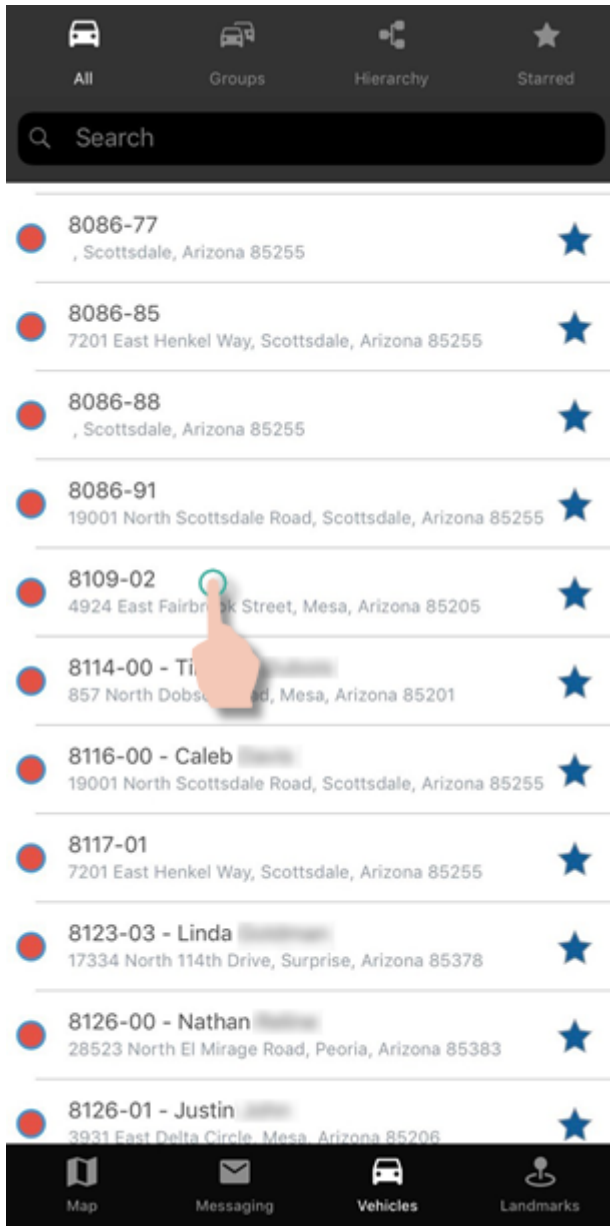 All Groups Hierarchy Starred
Search
8086-77
, Scottsdale, Arizona 85255
8086-85
7201 East Henkel Way, Scottsdale, Arizona 85255
8086-88
, Scottsdale, Arizona 85255
8086-91
19001 North Scottsdale Road, Scottsdale, Arizona 85255
8109-02
4924 East Street, Mesa, Arizona 85205
8114-00 -
857 North Mesa, Arizona 85201
8116-00 - Caleb
19001 North Scottsdale Road, Scottsdale, Arizona 85255
8117-01
7201 East Henkel Way, Scottsdale, Arizona 85255
8123-03 - Linda
17334 North 114th Drive, Surprise, Arizona 85378
8126-00 - Nathan
28523 North El Mirage Road, Peoria, Arizona 85383
8126-01 - Justin
3931 East Delta Circle, Mesa, Arizona 85206
Map Messaging Vehicles Landmarks